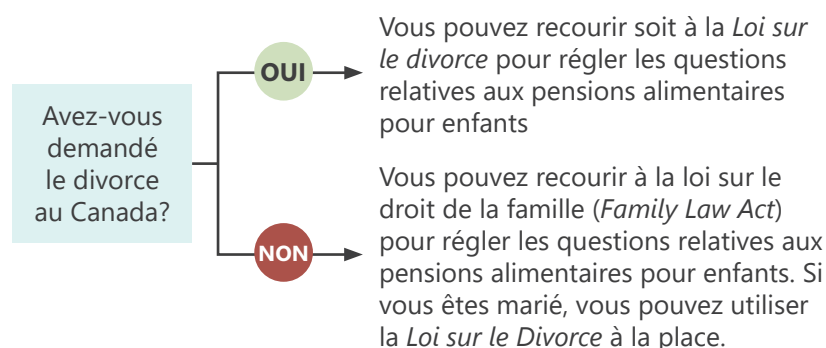 Avez-vous
demandé
le divorce
au Canada?
OUI
Vous pouvez recourir soit à la Loi sur
le divorce pour régler les questions
relatives aux pensions alimentaires
pour enfants
NON
Vous pouvez recourir à la loi sur le
droit de la famille (Family Law Act)
pour régler les questions relatives aux
pensions alimentaires pour enfants. Si
vous êtes marié, vous pouvez utiliser
la Loi sur le Divorce à la place.